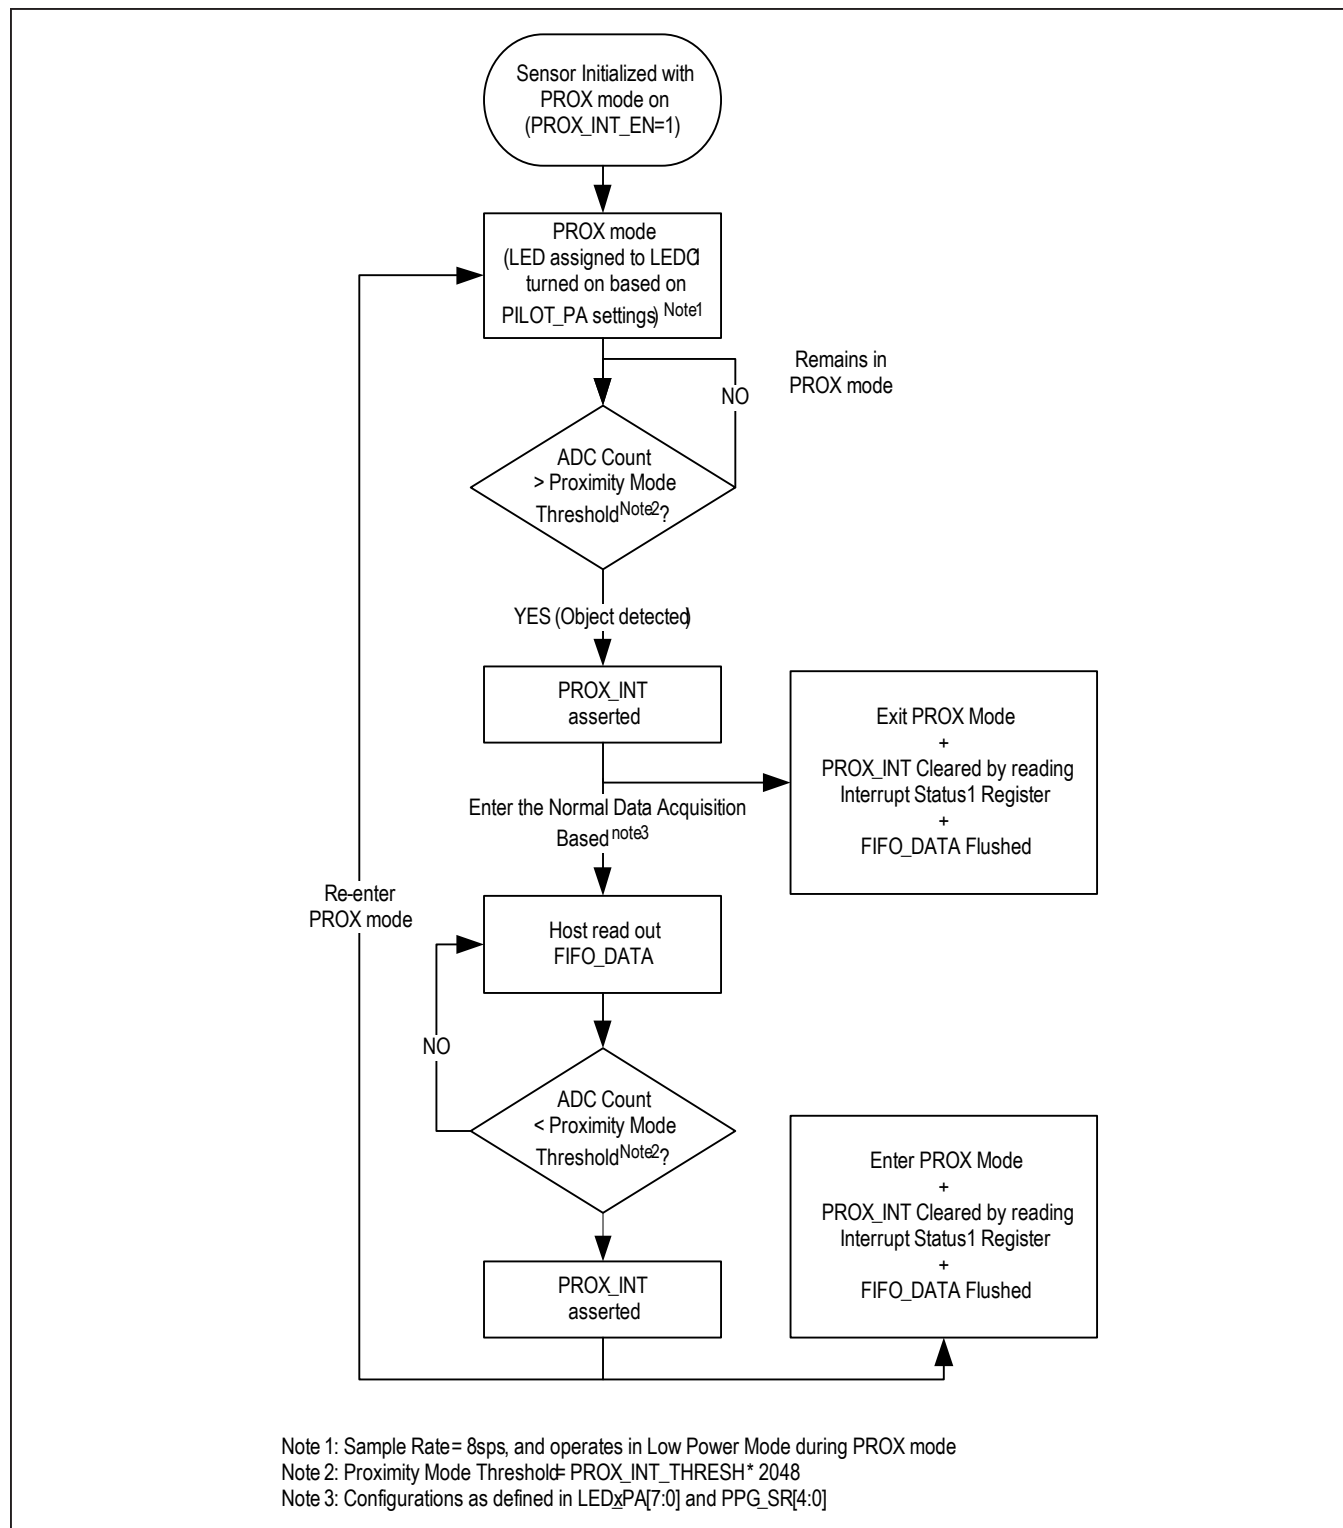 Sensor Initialized with
PROX mode on
(PROX_INT_EN=1)
PROX mode
(LED assigned to LEDC1
turned on based on
PILOT_PA settings) Note1
Remains in
PROX mode
NO
ADC Count
> Proximity Mode
Threshold Note2?
YES (Object detected)
PROX_INT
asserted
Exit PROX Mode
+
PROX_INT Cleared by reading
Interrupt Status1 Register
+
FIFO_DATA Flushed
Enter the Normal Data Acquisition
Based note3
Re-enter
PROX mode
Host read out
FIFO_DATA
NO
ADC Count
< Proximity Mode
Threshold Note2?
Enter PROX Mode
+
PROX_INT Cleared by reading
Interrupt Status1 Register
+
FIFO_DATA Flushed
PROX_INT
asserted
Note 1: Sample Rate = 8sps, and operates in Low Power Mode during PROX mode
Note 2: Proximity Mode Threshold = PROX_INT_THRESH * 2048
Note 3: Configurations as defined in LEDx_PA[7:0] and PPG_SR[4:0]